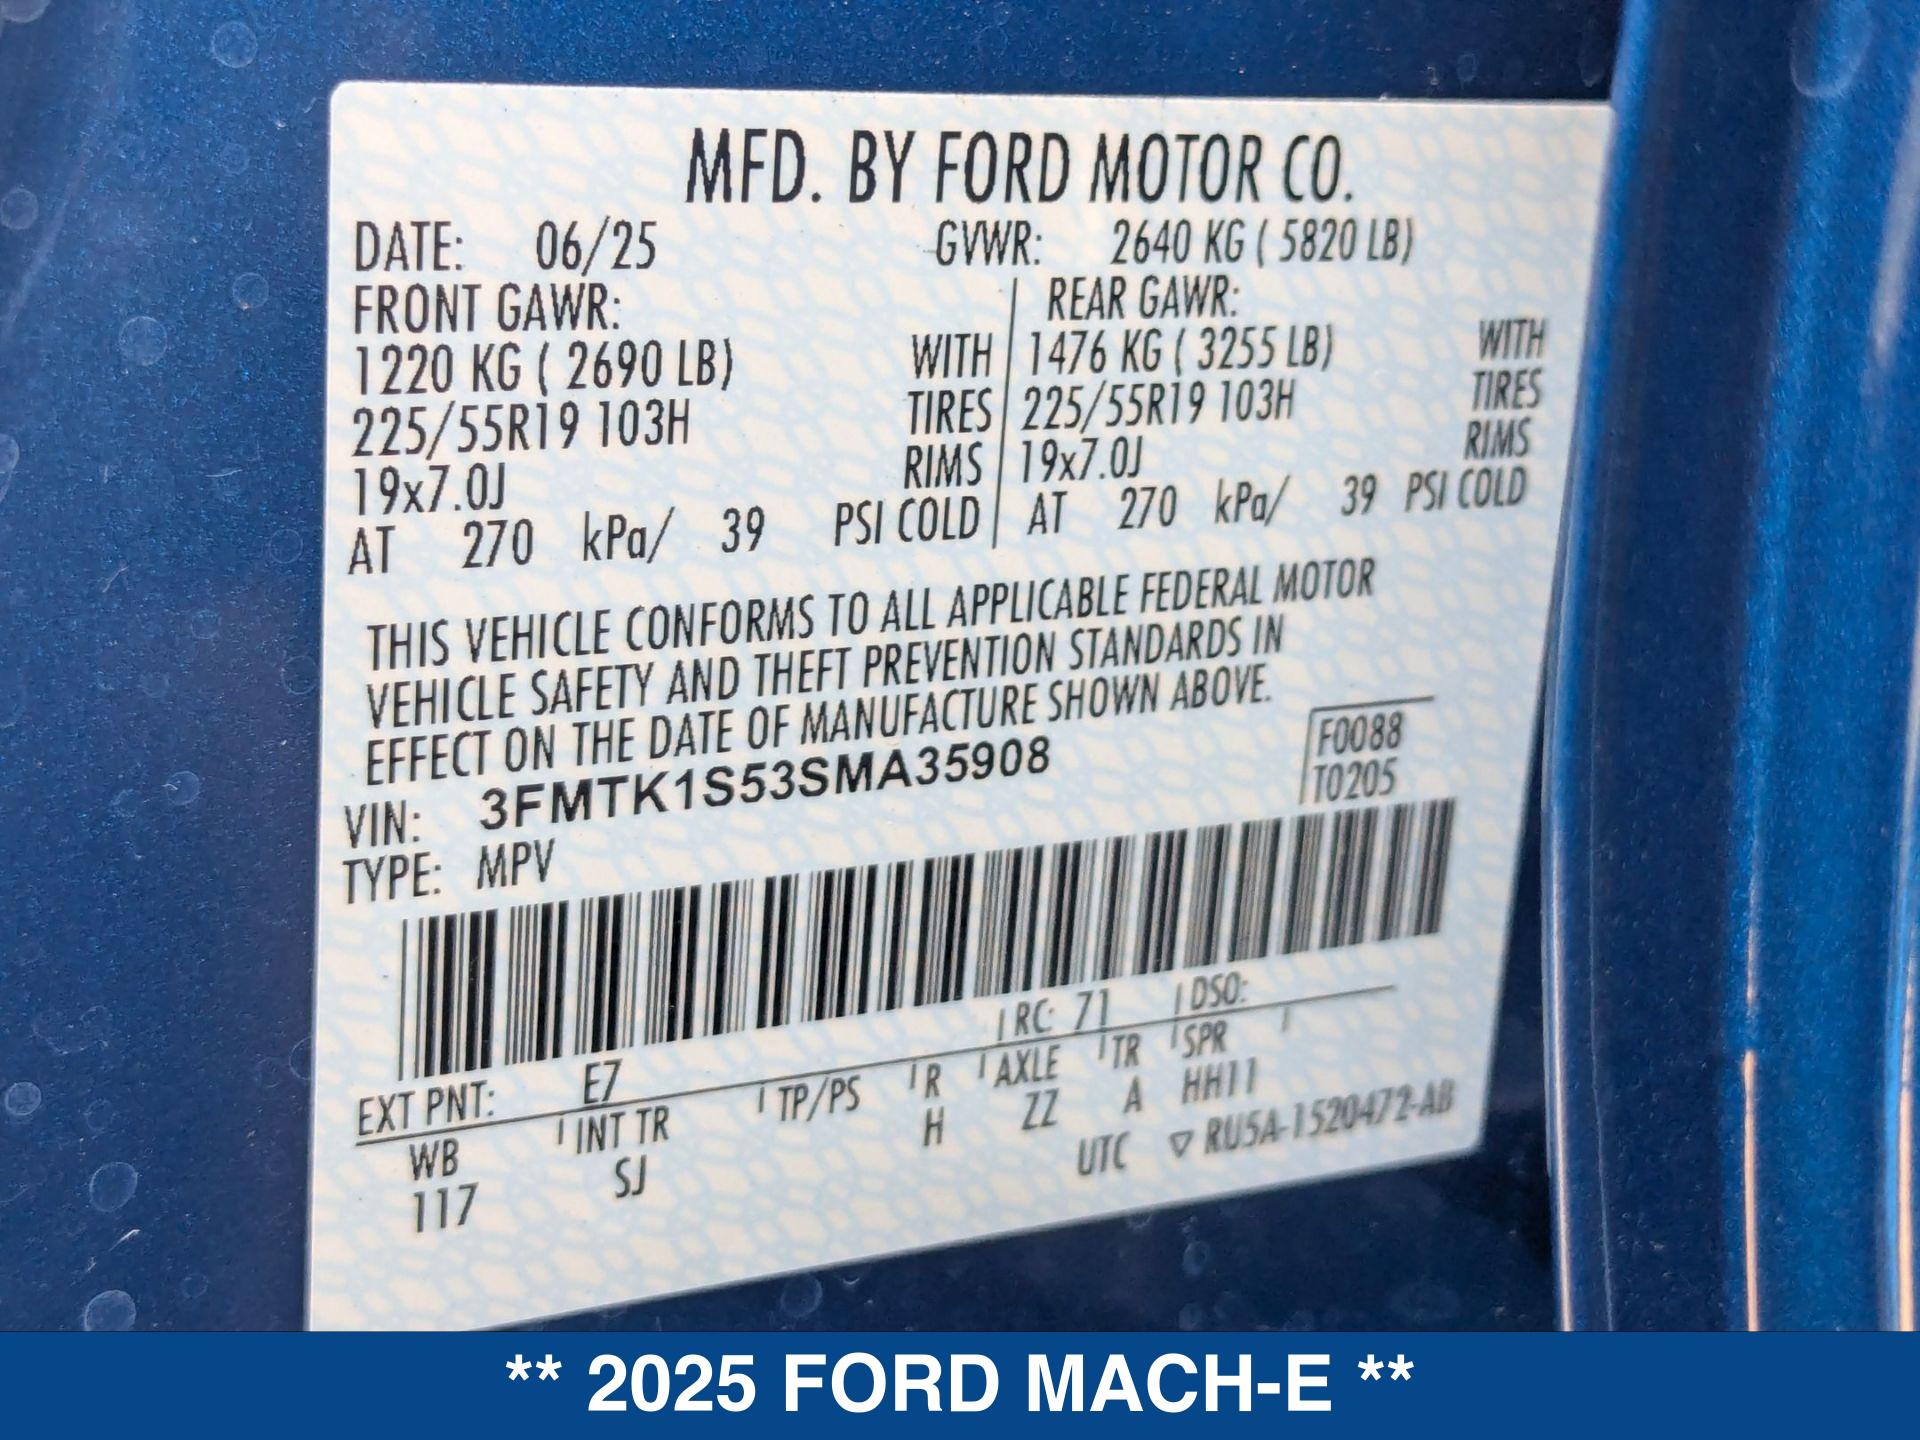 MFD. BY FORD MOTOR CO.
DATE: 06/25 GVWR: 2640 KG ( 5820 LB)
FRONT GAWR: REAR GAWR:
1220 KG ( 2690 LB) WITH 1476 KG ( 3255 LB) WITH
225/55R19 103H TIRES 225/55R19 103H TIRES
19x7.0J RIMS 19x7.0J RIMS
AT 270 kPa/ 39 PSI COLD AT 270 kPa/ 39 PSI COLD
THIS VEHICLE CONFORMS TO ALL APPLICABLE FEDERAL MOTOR
VEHICLE SAFETY AND THEFT PREVENTION STANDARDS IN
EFFECT ON THE DATE OF MANUFACTURE SHOWN ABOVE.
VIN: 3FMTK1S53SMA35908 F0088
TYPE: MPV T0205
EXT PNT: E7 RC: 71 DSO:
WB INT TR TP/PS R AXLE TR SPR
117 SJ H ZZ A HH11
UTC ▽ RU5A-1520472-AB
** 2025 FORD MACH-E **